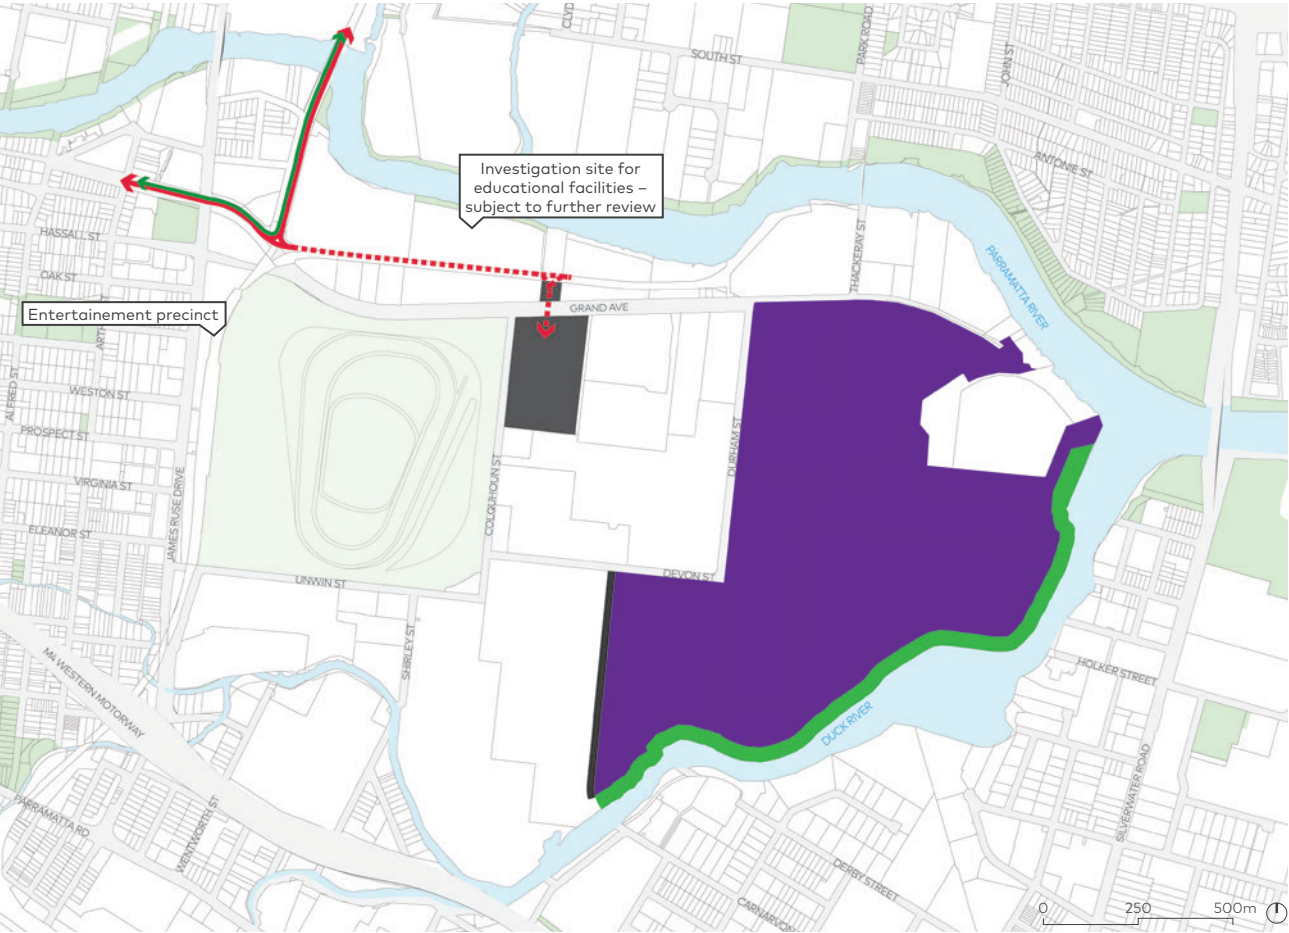 CLYD
PARK ROAD
JOHN ST
SOUTH ST
ANTONIE ST
Investigation site for
educational facilities –
subject to further review
HASSALL ST
OAK ST
THACKERAY ST
PARRAMATTA RIVER
Entertainement precinct
GRAND AVE
ARTH
ALFRED ST
WESTON ST
PROSPECT ST
DURHAM ST
VIRGINIA ST
COLQUHOUN ST
JAMES RUSE DRIVE
ELEANOR ST
UNWIN ST
DEVON ST
SHIRLEY ST
M4 WESTERN MOTORWAY
HOLKER STREET
DUCK RIVER
SILVERWATER ROAD
PARRAMATTA RD
WENTWORTH ST
DERBY STREET
CARNARVON
0 250 500m